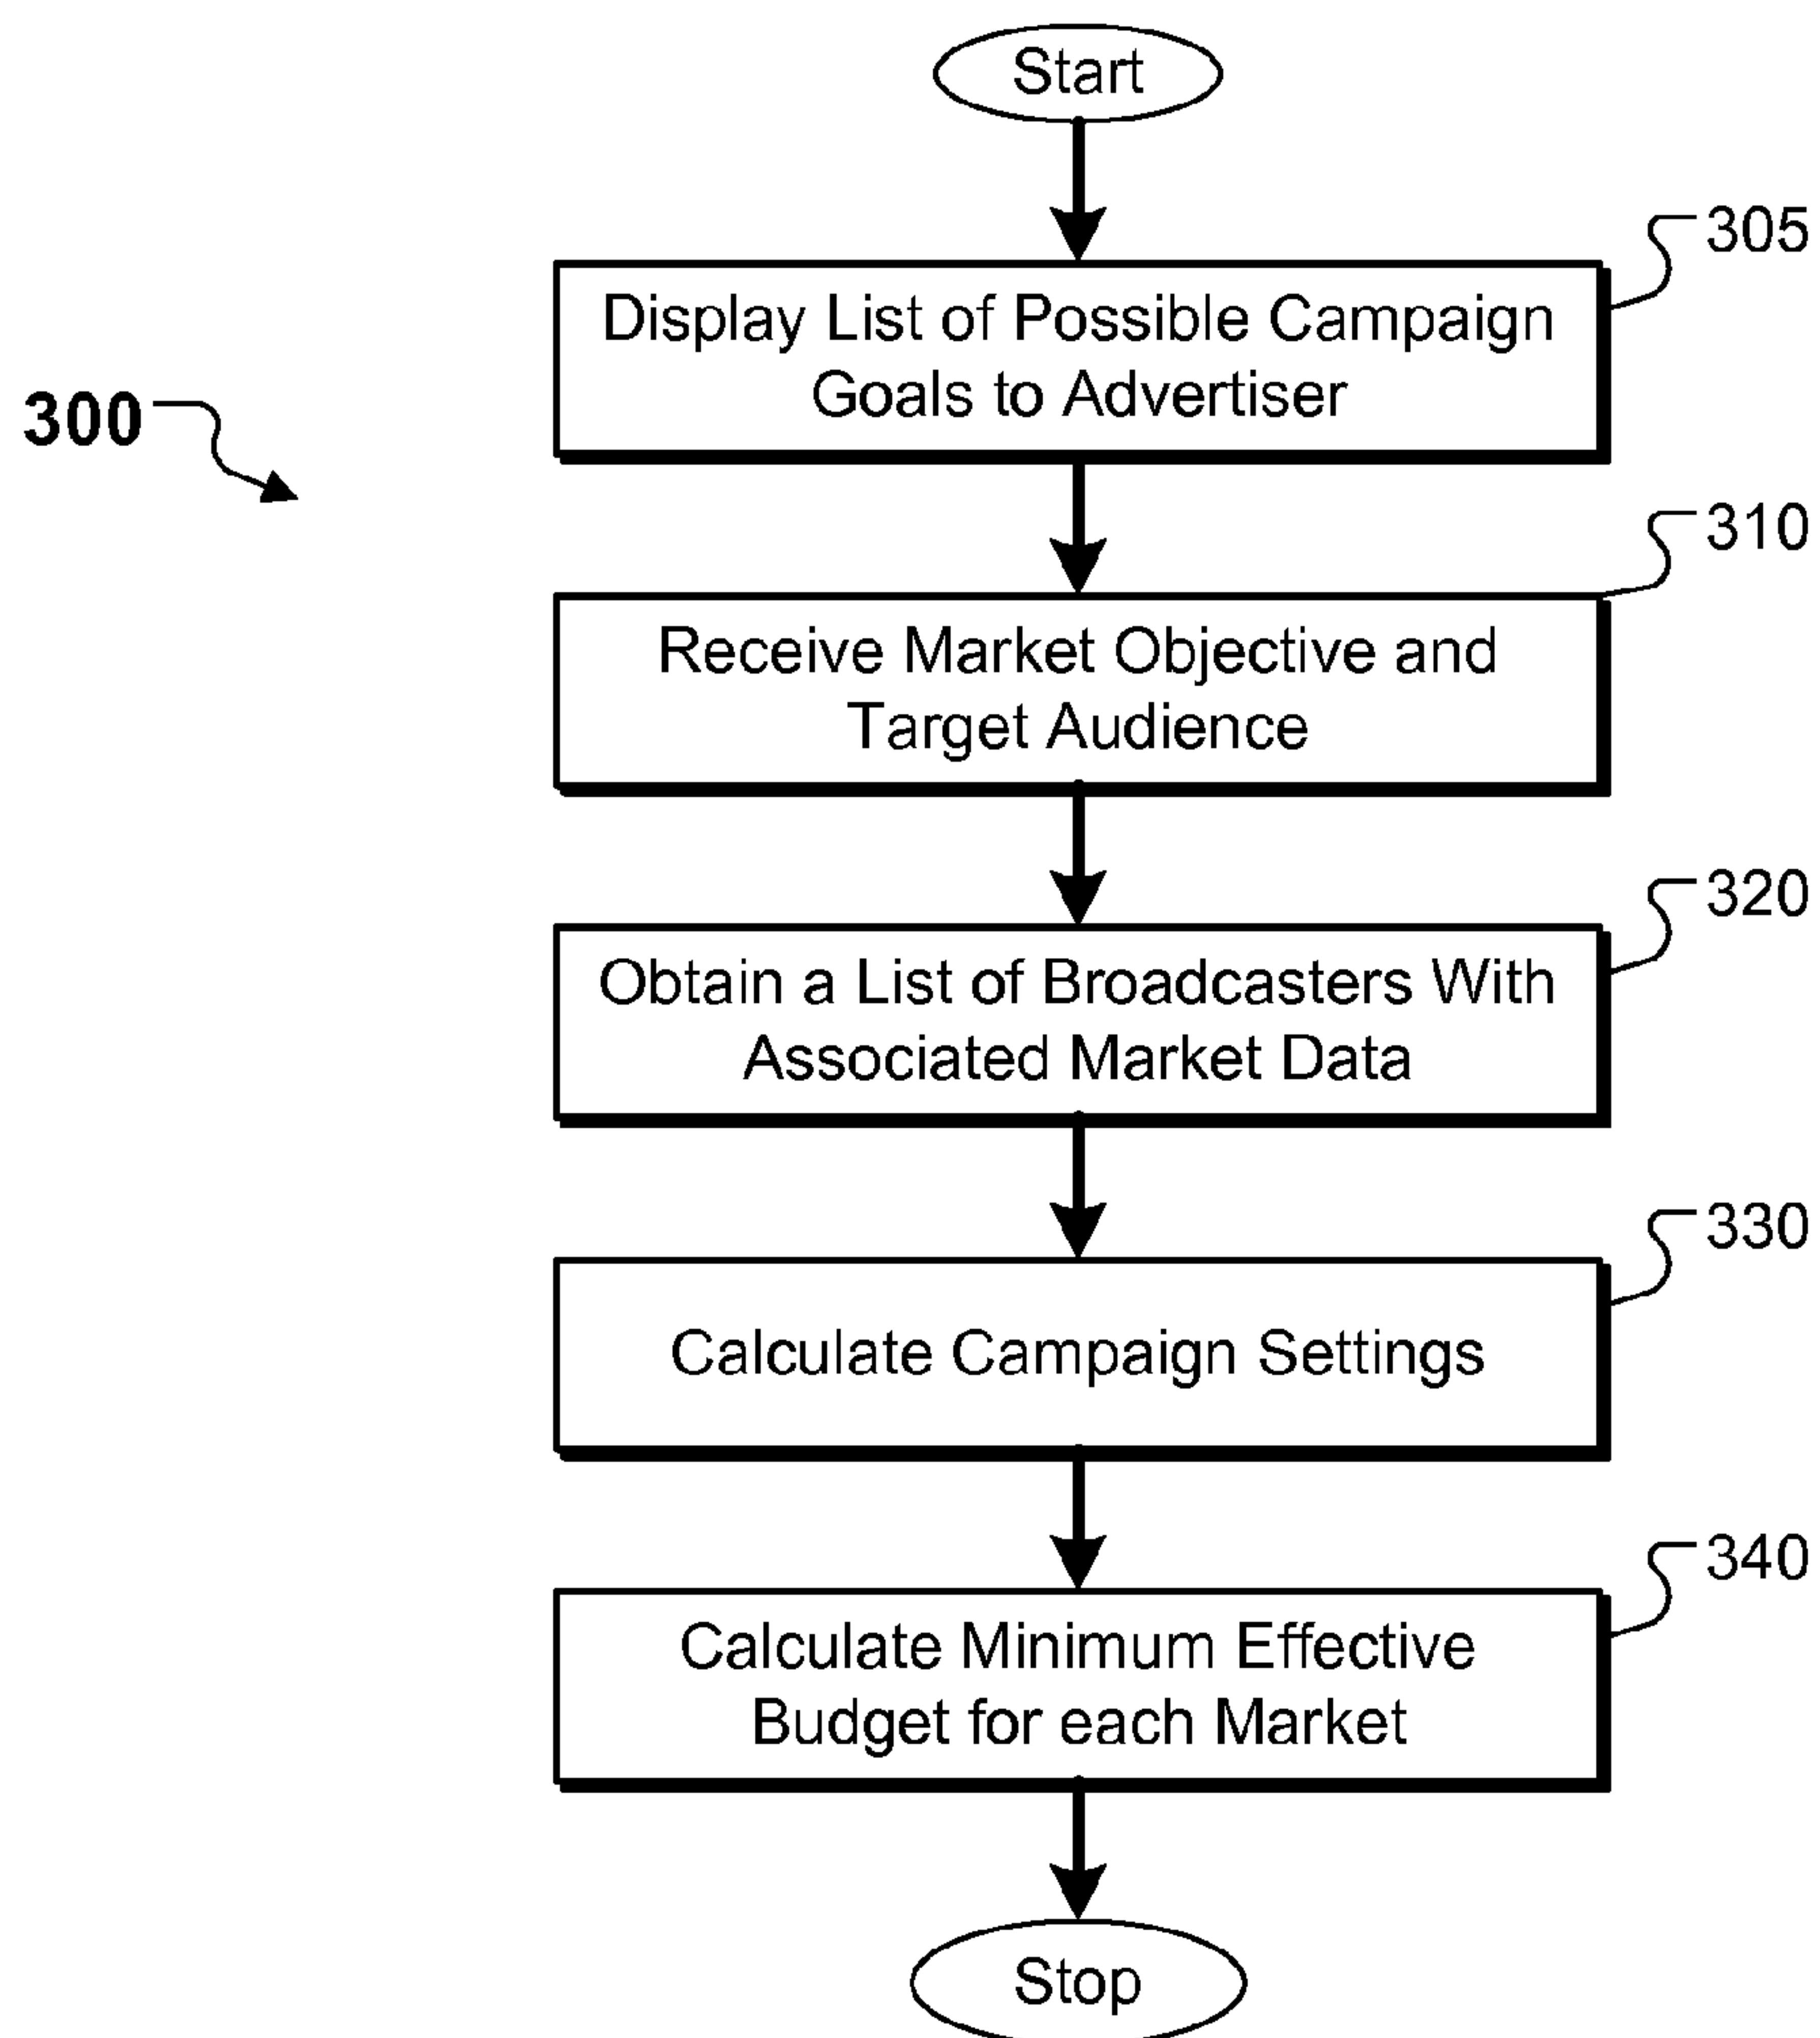 Start
305
Display List of Possible Campaign
Goals to Advertiser
300
310
Receive Market Objective and
Target Audience
320
Obtain a List of Broadcasters With
Associated Market Data
330
Calculate Campaign Settings
340
Calculate Minimum Effective
Budget for each Market
Stop